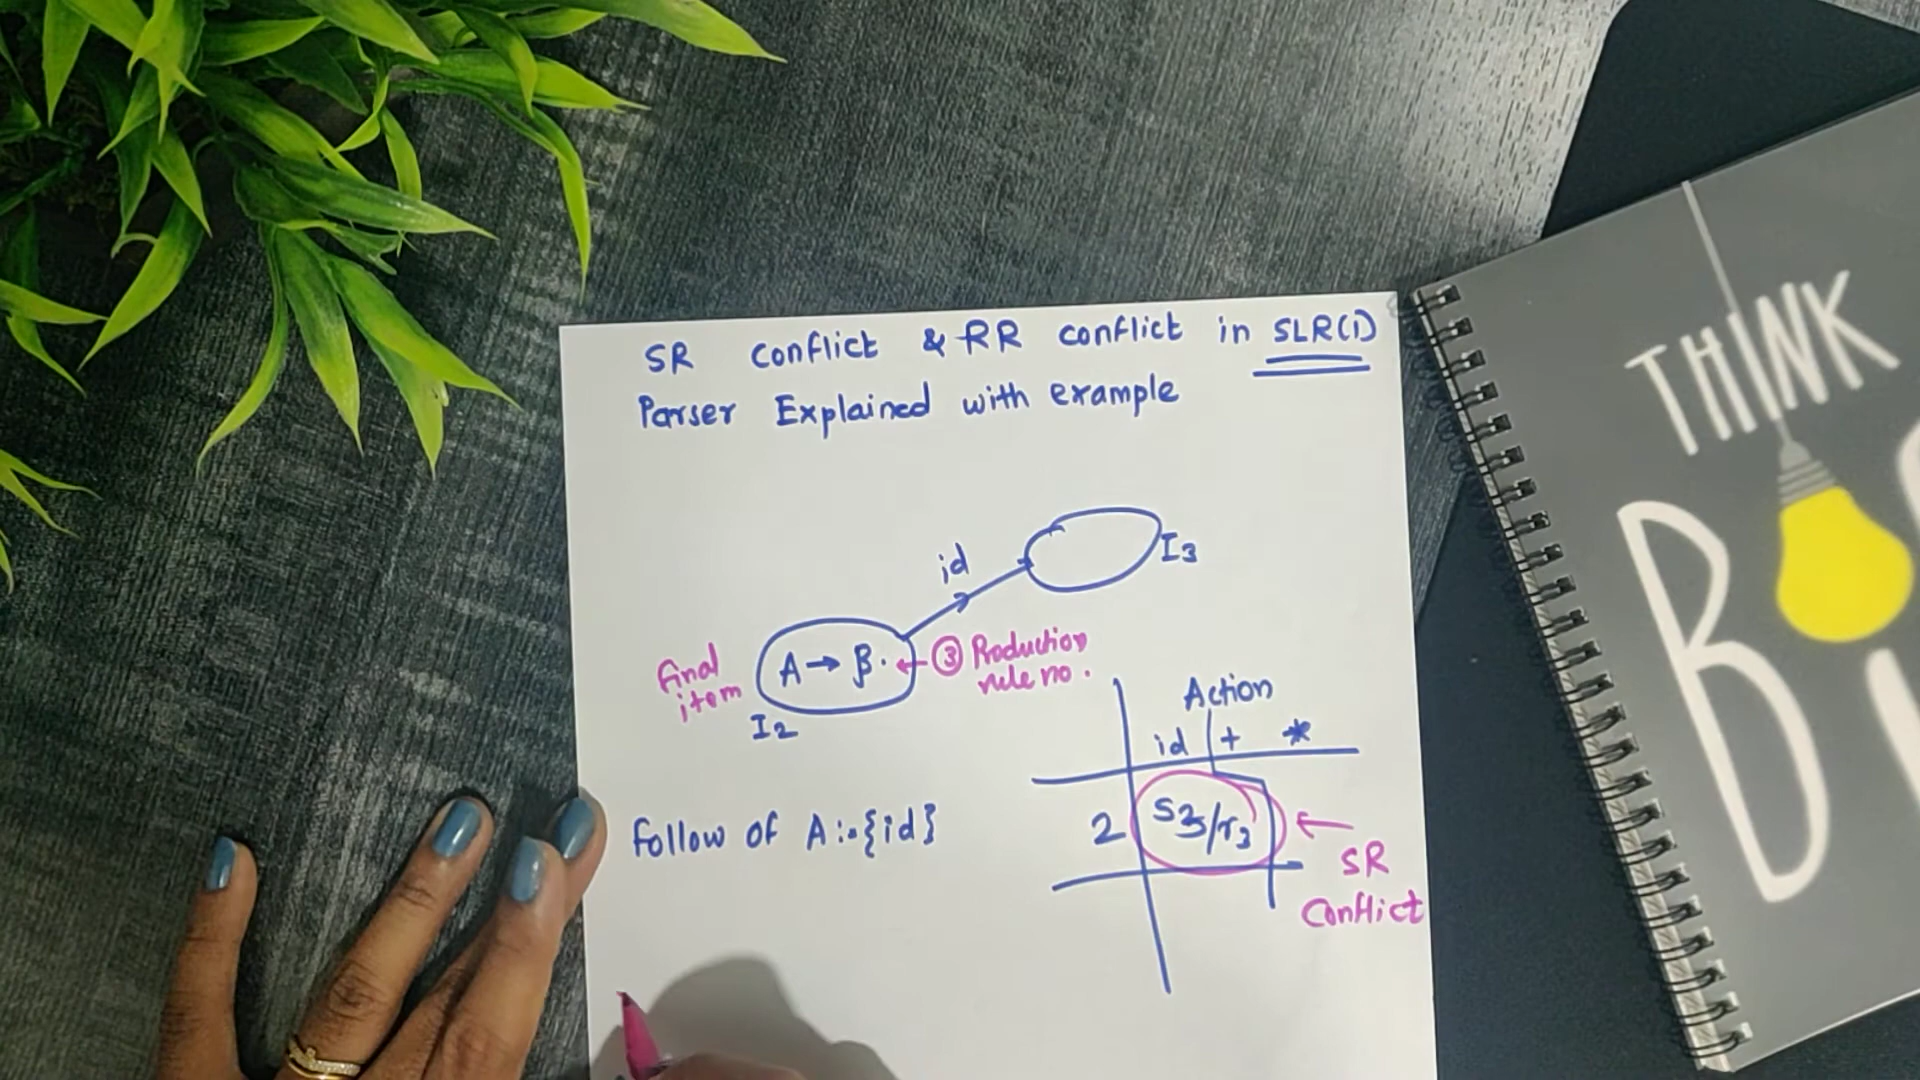 SR Conflict & RR conflict in SLR(1)
Parser Explained with example
id
I3
final item
A → β.
③ Production rule no.
I2
Action
id + *
Follow of A:={id}
2 S3/r3
SR Conflict
THINK